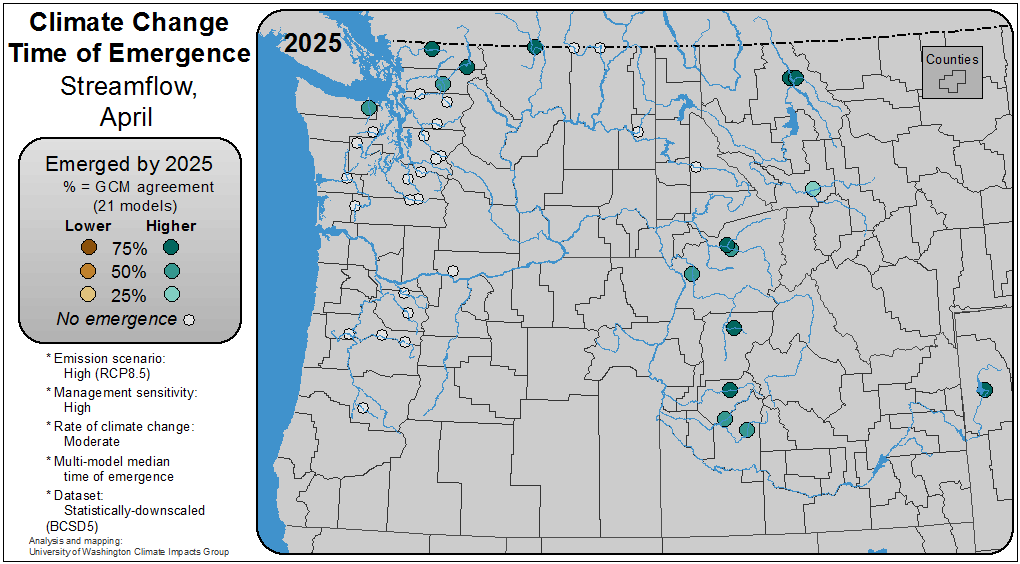 Climate Change
Time of Emergence
Streamflow,
April
Emerged by 2025
% = GCM agreement
(21 models)
Lower Higher
75%
50%
25%
No emergence
* Emission scenario:
High (RCP8.5)
* Management sensitivity:
High
* Rate of climate change:
Moderate
* Multi-model median
time of emergence
* Dataset:
Statistically-downscaled
(BCSD5)
Analysis and mapping:
University of Washington Climate Impacts Group
2025
Counties